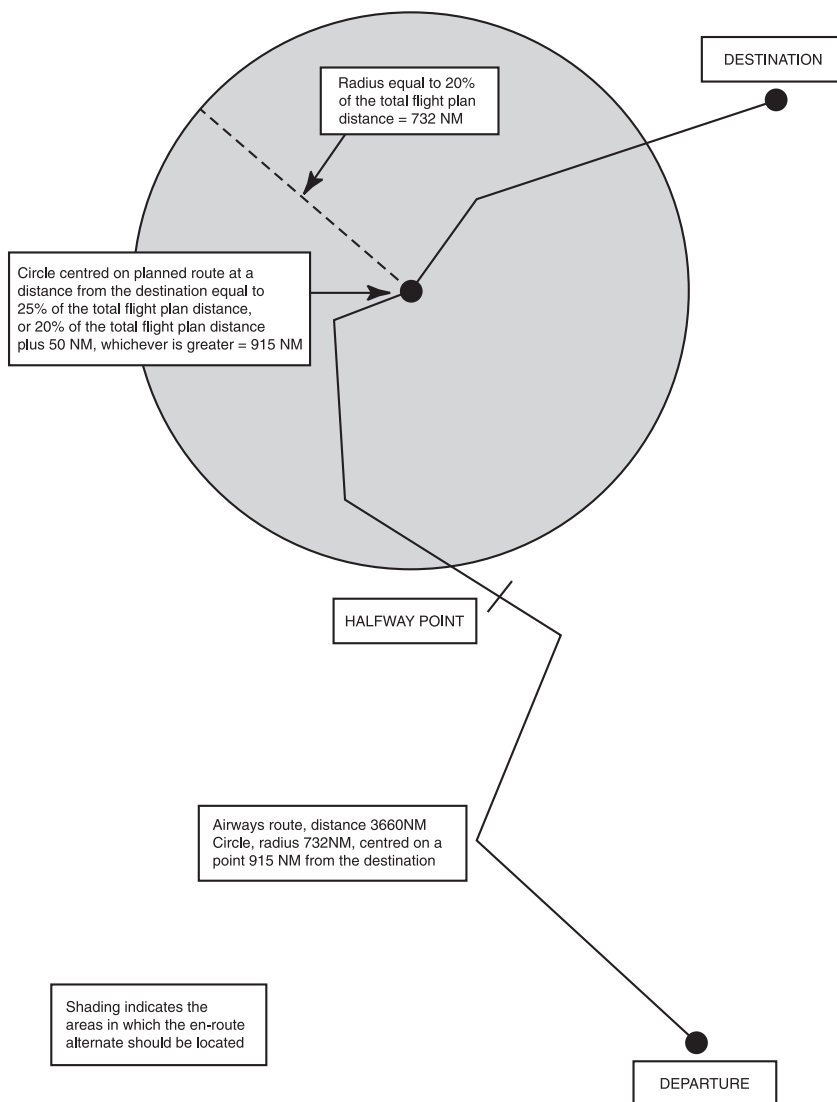 DESTINATION
Radius equal to 20%
of the total flight plan
distance = 732 NM
Circle centred on planned route at a
distance from the destination equal to
25% of the total flight plan distance,
or 20% of the total flight plan distance
plus 50 NM, whichever is greater = 915 NM
HALFWAY POINT
Airways route, distance 3660NM
Circle, radius 732NM, centred on a
point 915 NM from the destination
Shading indicates the
areas in which the en-route
alternate should be located
DEPARTURE